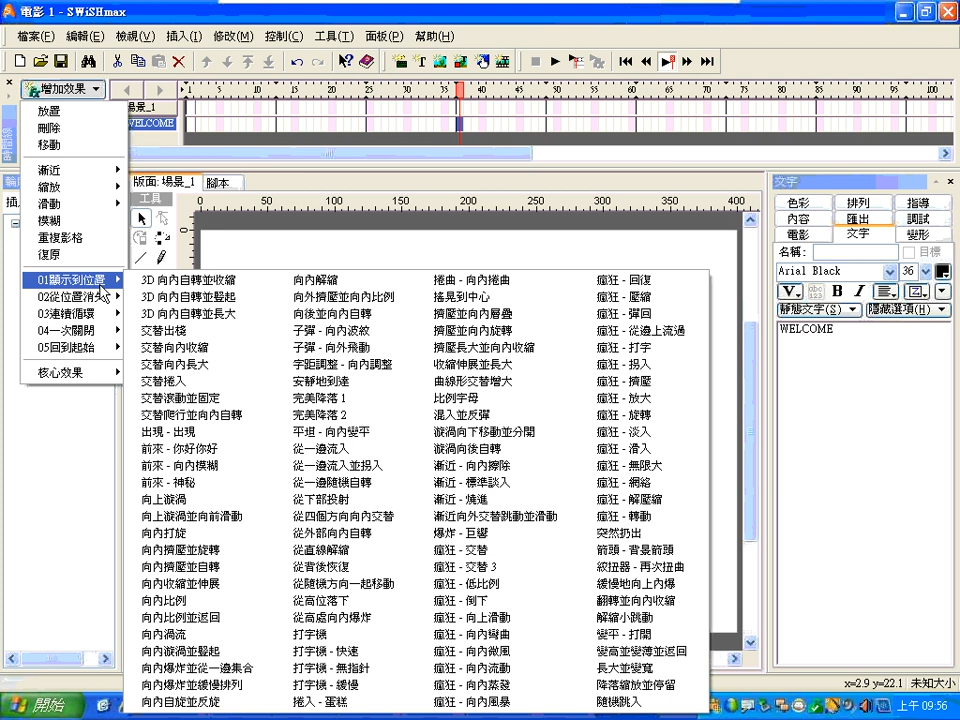 電影 1 - SWiSHmax
檔案(F) 編輯(E) 檢視(V) 插入(I) 修改(M) 控制(C) 工具(T) 面板(P) 幫助(H)
增加效果
1 5 10 15 20 25 30 35 40 45 50 55 60 65 70 75 80 85 90 95 100
場景_1
WELCOME
放置
刪除
移動
漸近
縮放
滑動
模糊
重複影格
復原
01顯示到位置
02從位置消失
03連續循環
04一次關閉
05回到起始
核心效果
版面: 場景_1 腳本
工具
0 50 100 150 200 250 300 350 400
3D 向內自轉並收縮
3D 向內自轉並豎起
3D 向內自轉並長大
交替出棧
交替向內收縮
交替向內長大
交替捲入
交替滾動並固定
交替爬行並向內自轉
出現 - 出現
前來 - 你好你好
前來 - 向內模糊
前來 - 神秘
向上漩渦
向上漩渦並向前滑動
向內打旋
向內擠壓並旋轉
向內擠壓並自轉
向內收縮並伸展
向內比例
向內比例並返回
向內渦流
向內漩渦並豎起
向內爆炸並從一邊集合
向內爆炸並緩慢排列
向內自旋並反旋
向內解縮
向外擠壓並向內比例
向後並向內自轉
子彈 - 向內波紋
子彈 - 向外飛動
字距調整 - 向內調整
安靜地到達
完美降落 1
完美降落 2
平坦 - 向內變平
從一邊流入
從一邊流入並拐入
從一邊隨機自轉
從下部投射
從四個方向向內交替
從外部向內自轉
從直線解縮
從背後恢復
從隨機方向一起移動
從高位落下
從高處向內爆炸
打字機
打字機 - 快速
打字機 - 無指針
打字機 - 緩慢
捲入 - 蛋糕
捲曲 - 向內捲曲
搖晃到中心
擠壓並向內層疊
擠壓並向內旋轉
擠壓長大並向內收縮
收縮伸展並長大
曲線形交替增大
比例字母
混入並反彈
漩渦向下移動並分開
漩渦向後自轉
漸近 - 向內擦除
漸近 - 標準談入
漸近 - 燒進
漸近向外交替跳動並滑動
爆炸 - 巨響
瘋狂 - 交替
瘋狂 - 交替 3
瘋狂 - 低比例
瘋狂 - 倒下
瘋狂 - 向上滑動
瘋狂 - 向內彎曲
瘋狂 - 向內微風
瘋狂 - 向內流動
瘋狂 - 向內蒸發
瘋狂 - 向內風暴
瘋狂 - 回復
瘋狂 - 壓縮
瘋狂 - 彈回
瘋狂 - 從邊上流過
瘋狂 - 打字
瘋狂 - 拐入
瘋狂 - 擠壓
瘋狂 - 放大
瘋狂 - 旋轉
瘋狂 - 淡入
瘋狂 - 滑入
瘋狂 - 無限大
瘋狂 - 網絡
瘋狂 - 解壓縮
瘋狂 - 轉動
突然扔出
箭頭 - 背景箭頭
絞扭器 - 再次扭曲
緩慢地向上內爆
翻轉並向內收縮
解縮小跳動
變平 - 打開
變高並變薄並返回
長大並變寬
降落縮放並停留
隨機跳入
文字
色彩 排列 指導
內容 匯出 調試
電影 文字 變形
名稱: 目標
Arial Black 36
靜態文字(S) 隱藏選項(H)
WELCOME
x=2.9 y=22.1 未知大小
開始
上午 09:56